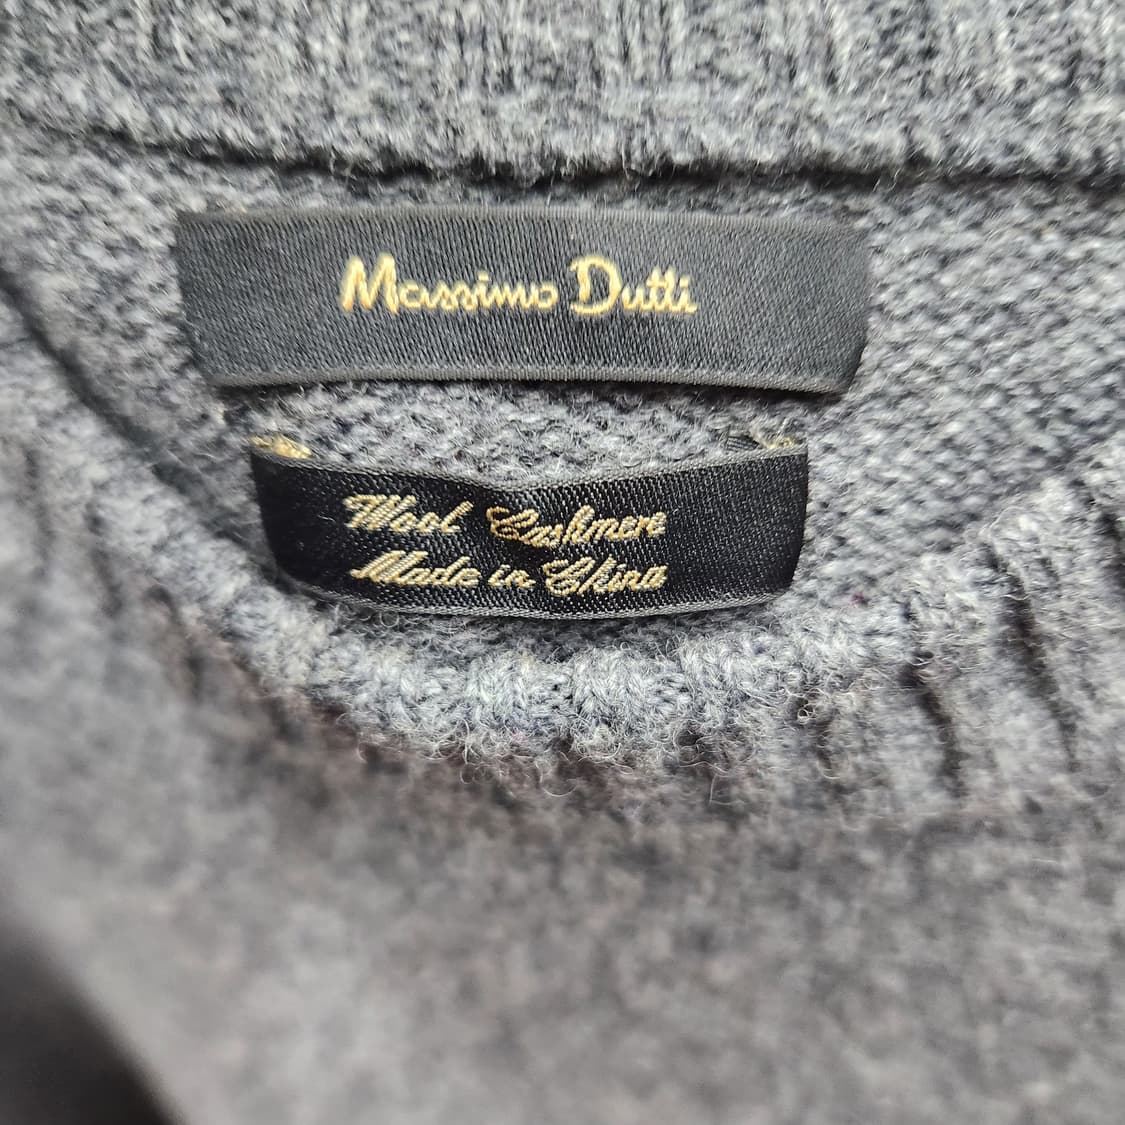 Massimo Dutti
Wool Cashmere
Made in China